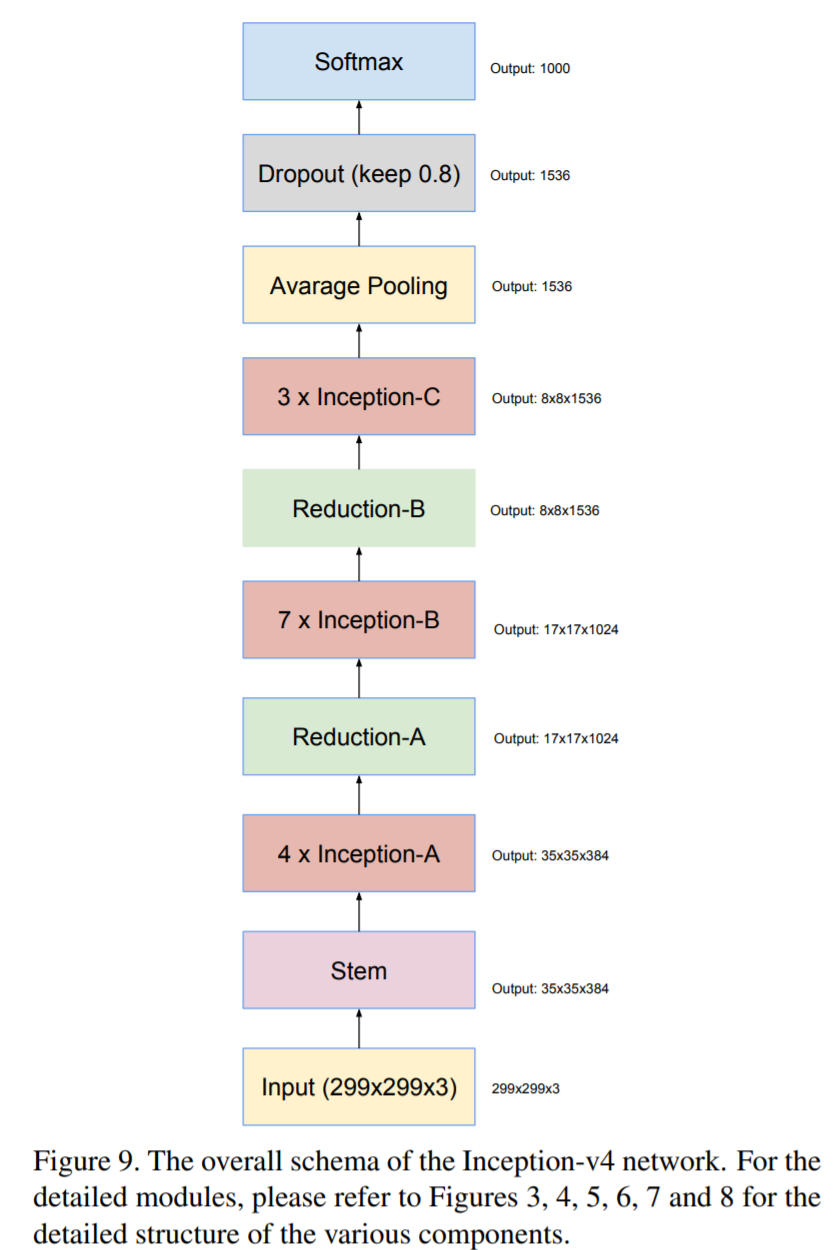 Softmax
Output: 1000
Dropout (keep 0.8)
Output: 1536
Avarage Pooling
Output: 1536
3 x Inception-C
Output: 8x8x1536
Reduction-B
Output: 8x8x1536
7 x Inception-B
Output: 17x17x1024
Reduction-A
Output: 17x17x1024
4 x Inception-A
Output: 35x35x384
Stem
Output: 35x35x384
Input (299x299x3)
299x299x3
Figure 9. The overall schema of the Inception-v4 network. For the
detailed modules, please refer to Figures 3, 4, 5, 6, 7 and 8 for the
detailed structure of the various components.